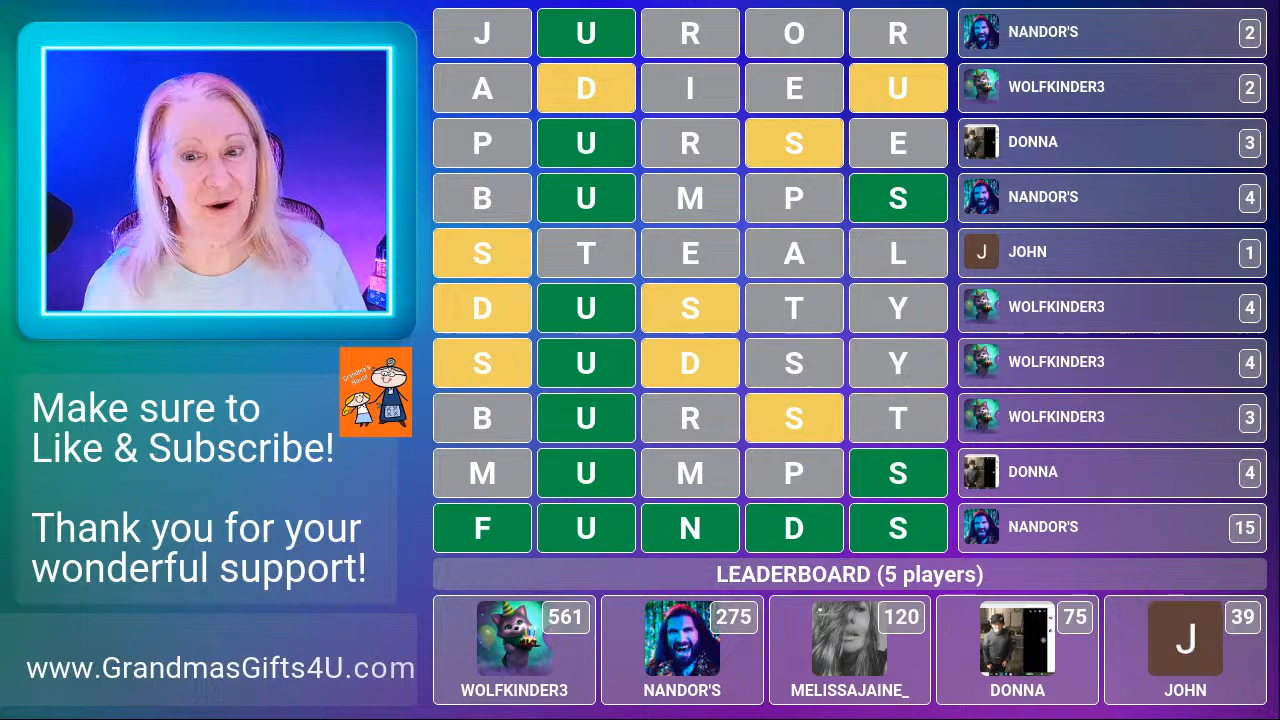 J U R O R NANDOR'S 2
A D I E U WOLFKINDER3 2
P U R S E DONNA 3
B U M P S NANDOR'S 4
S T E A L J JOHN 1
D U S T Y WOLFKINDER3 4
S U D S Y WOLFKINDER3 4
B U R S T WOLFKINDER3 3
M U M P S DONNA 4
F U N D S NANDOR'S 15
Grandma's
House
Make sure to
Like & Subscribe!
Thank you for your
wonderful support!
www.GrandmasGifts4U.com
LEADERBOARD (5 players)
561 275 120 75 J 39
WOLFKINDER3 NANDOR'S MELISSAJAINE_ DONNA JOHN